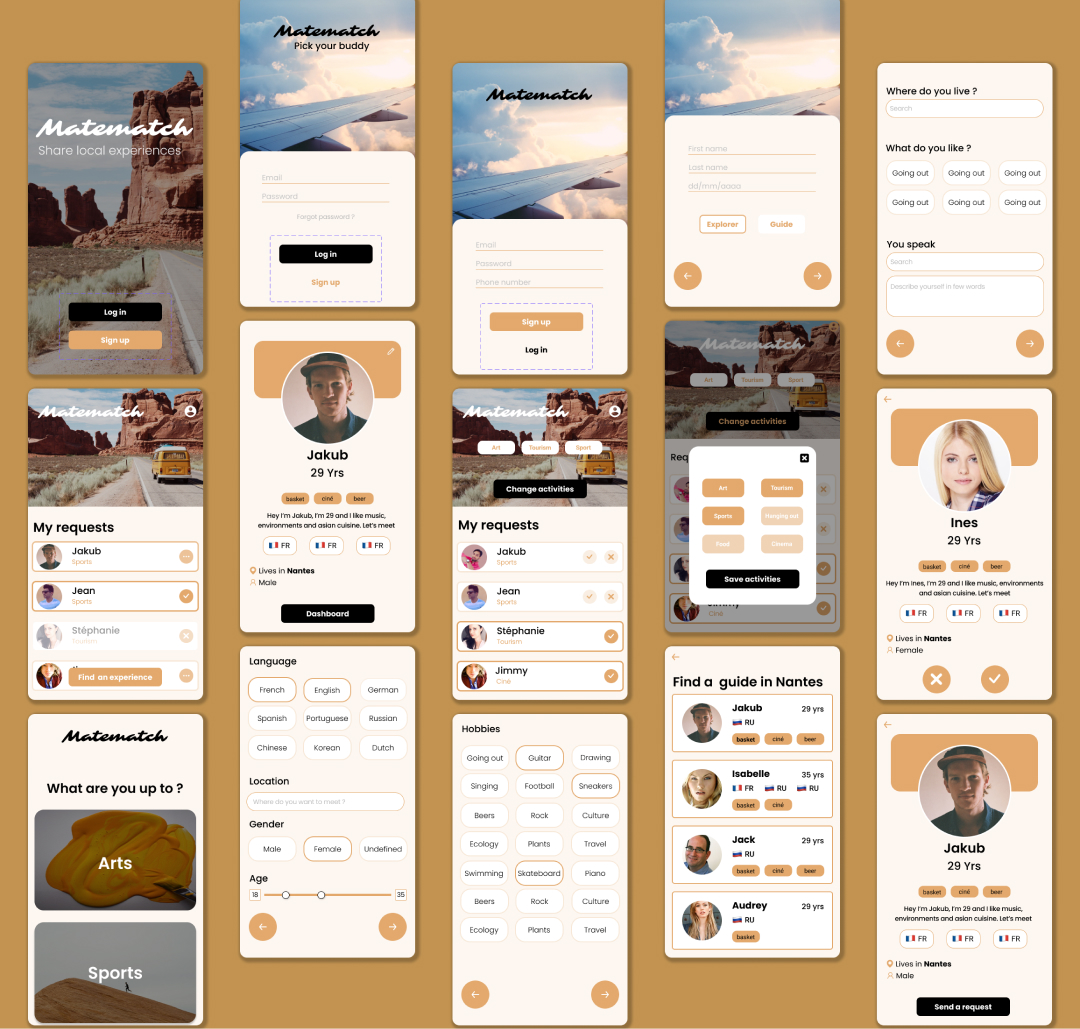 Matematch
Share local experiences
Log in
Sign up
Matematch
My requests
Jakub
Sports
Jean
Sports
Stéphanie
Tourism
Find an experience
Matematch
What are you up to ?
Arts
Sports
Matematch
Pick your buddy
Email
Password
Forgot password ?
Log in
Sign up
Jakub
29 Yrs
basket ciné beer
Hey I'm Jakub, I'm 29 and I like music,
environments and asian cuisine. Let's meet
FR FR FR
Lives in Nantes
Male
Dashboard
Language
French English German
Spanish Portuguese Russian
Chinese Korean Dutch
Location
Where do you want to meet ?
Gender
Male Female Undefined
Age
18 35
Matematch
Email
Password
Phone number
Sign up
Log in
Matematch
Art Tourism Sport
Change activities
My requests
Jakub
Sports
Jean
Sports
Stéphanie
Tourism
Jimmy
Ciné
Hobbies
Going out Guitar Drawing
Singing Football Sneakers
Beers Rock Culture
Ecology Plants Travel
Swimming Skateboard Piano
Beers Rock Culture
Ecology Plants Travel
First name
Last name
dd/mm/aaaa
Explorer Guide
Matematch
Art Tourism Sport
Change activities
Req
Art Tourism
Sports Hanging out
Food Cinema
Save activities
Jimmy
Ciné
Find a guide in Nantes
Jakub 29 yrs
RU
basket ciné beer
Isabelle 35 yrs
FR RU RU
basket ciné
Jack 29 yrs
RU
basket ciné beer
Audrey 29 yrs
RU
basket
Where do you live ?
Search
What do you like ?
Going out Going out Going out
Going out Going out Going out
You speak
Search
Describe yourself in few words
Ines
29 Yrs
basket ciné beer
Hey I'm Ines, I'm 29 and I like music, environments
and asian cuisine. Let's meet
FR FR FR
Lives in Nantes
Female
Jakub
29 Yrs
basket ciné beer
Hey I'm Jakub, I'm 29 and i like music,
environments and asian cuisine. Let's meet
FR FR FR
Lives in Nantes
Male
Send a request